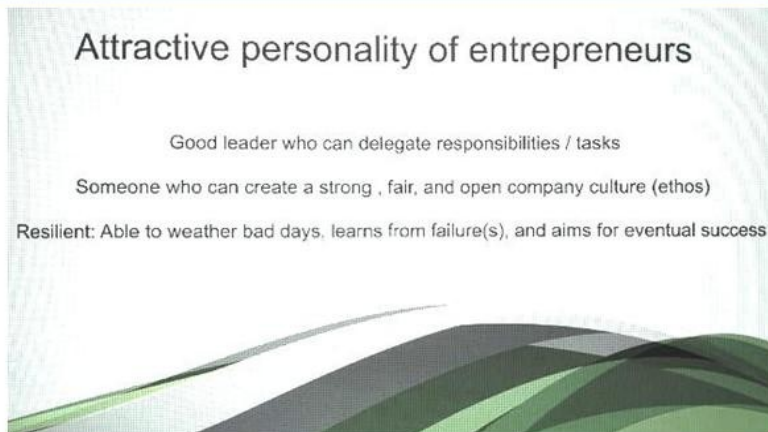 Attractive personality of entrepreneurs
Good leader who can delegate responsibilities / tasks
Someone who can create a strong , fair, and open company culture (ethos)
Resilient: Able to weather bad days, learns from failure(s), and aims for eventual success